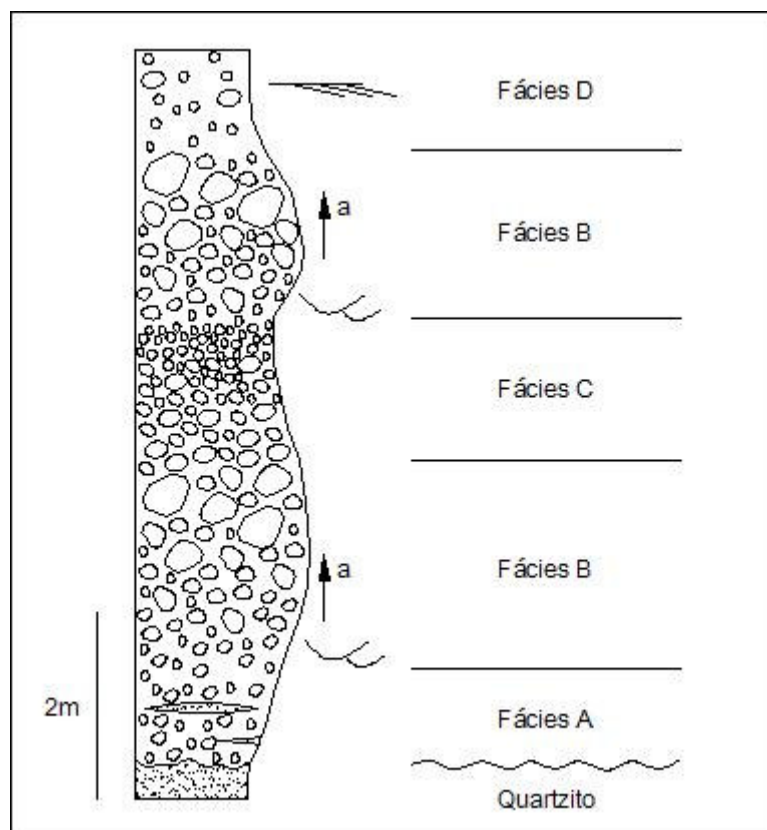 Fácies D
a
Fácies B
Fácies C
a
Fácies B
2m
Fácies A
Quartzito